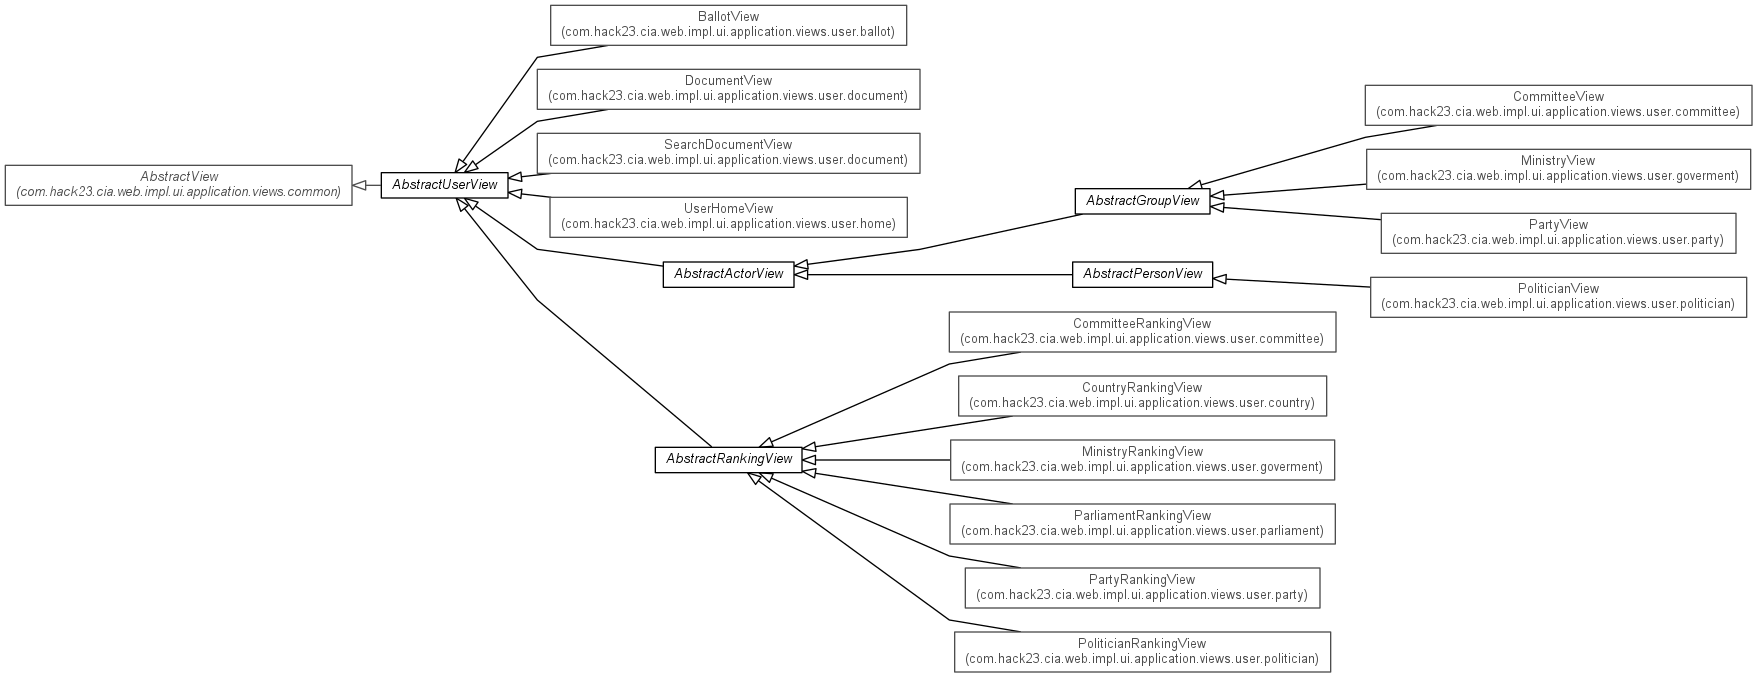 BallotView
(com.hack23.cia.web.impl.ui.application.views.user.ballot)
DocumentView
(com.hack23.cia.web.impl.ui.application.views.user.document)
SearchDocumentView
(com.hack23.cia.web.impl.ui.application.views.user.document)
AbstractView
(com.hack23.cia.web.impl.ui.application.views.common)
AbstractUserView
UserHomeView
(com.hack23.cia.web.impl.ui.application.views.user.home)
AbstractActorView
CommitteeView
(com.hack23.cia.web.impl.ui.application.views.user.committee)
MinistryView
(com.hack23.cia.web.impl.ui.application.views.user.goverment)
AbstractGroupView
PartyView
(com.hack23.cia.web.impl.ui.application.views.user.party)
AbstractPersonView
PoliticianView
(com.hack23.cia.web.impl.ui.application.views.user.politician)
CommitteeRankingView
(com.hack23.cia.web.impl.ui.application.views.user.committee)
CountryRankingView
(com.hack23.cia.web.impl.ui.application.views.user.country)
AbstractRankingView
MinistryRankingView
(com.hack23.cia.web.impl.ui.application.views.user.goverment)
ParliamentRankingView
(com.hack23.cia.web.impl.ui.application.views.user.parliament)
PartyRankingView
(com.hack23.cia.web.impl.ui.application.views.user.party)
PoliticianRankingView
(com.hack23.cia.web.impl.ui.application.views.user.politician)